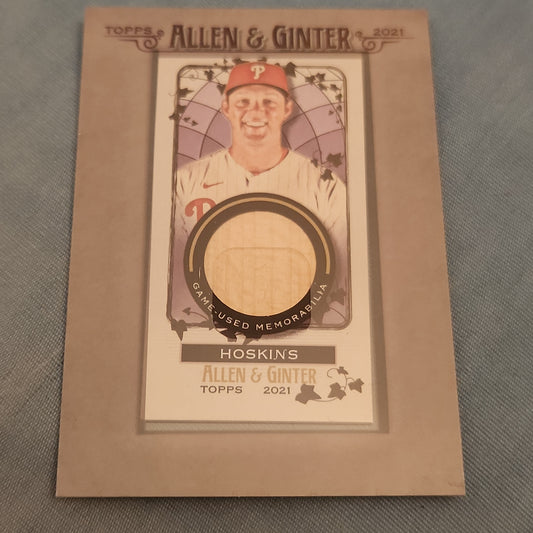 TOPPS ALLEN & GINTER 2021
P
P
GAME-USED MEMORABILIA
HOSKINS
ALLEN & GINTER
TOPPS 2021